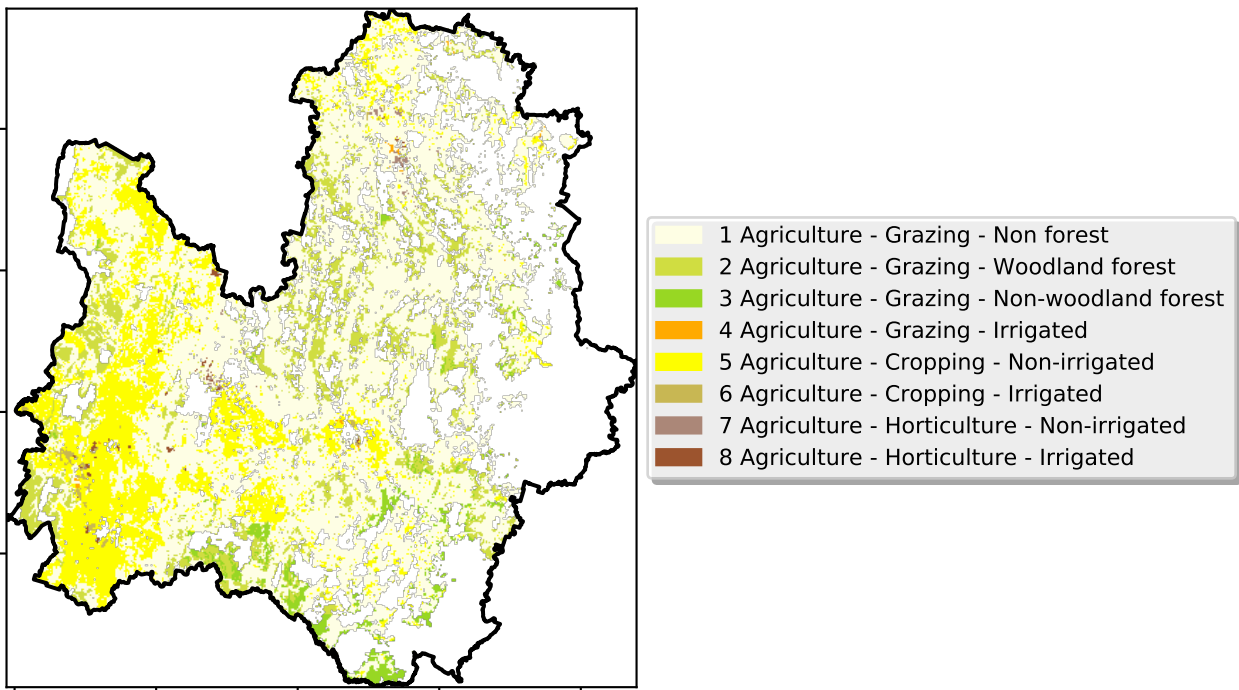 1 Agriculture - Grazing - Non forest
2 Agriculture - Grazing - Woodland forest
3 Agriculture - Grazing - Non-woodland forest
4 Agriculture - Grazing - Irrigated
5 Agriculture - Cropping - Non-irrigated
6 Agriculture - Cropping - Irrigated
7 Agriculture - Horticulture - Non-irrigated
8 Agriculture - Horticulture - Irrigated